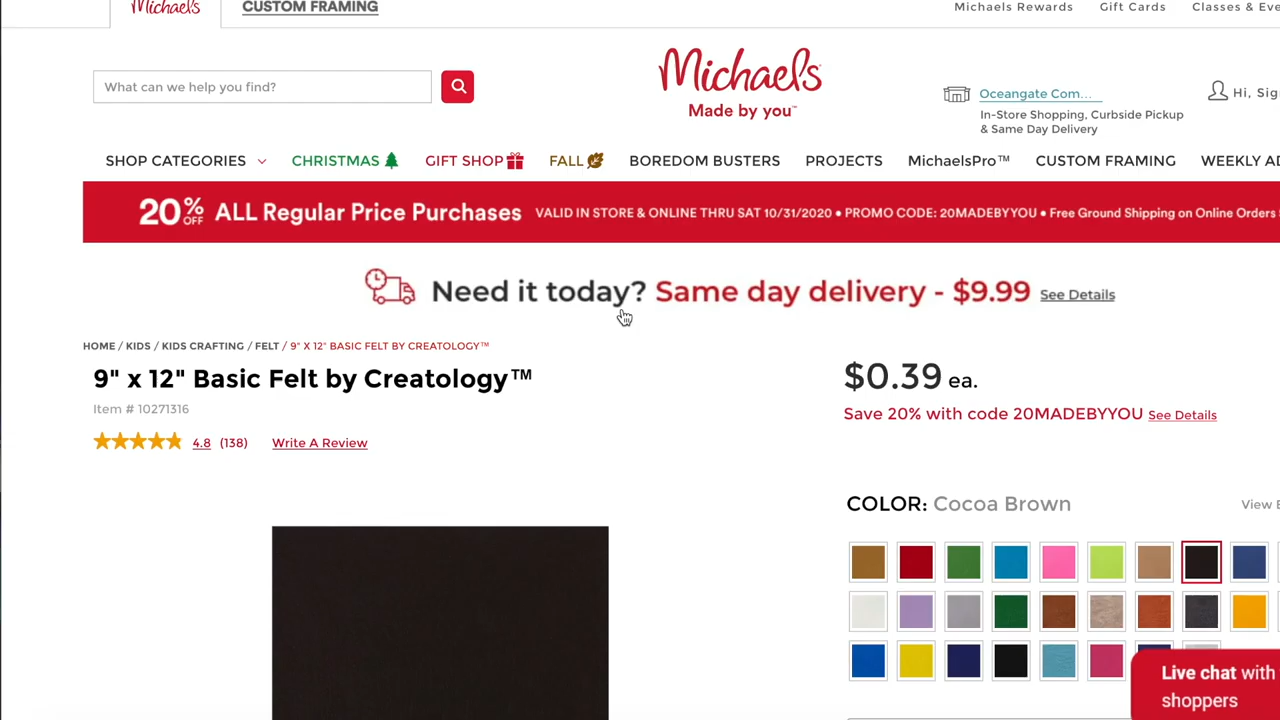 Michaels
CUSTOM FRAMING
Michaels Rewards
Gift Cards
Classes & Eve
What can we help you find?
Michaels
Made by you™
Oceangate Com...
In-Store Shopping, Curbside Pickup
& Same Day Delivery
Hi, Sig
SHOP CATEGORIES
CHRISTMAS
GIFT SHOP
FALL
BOREDOM BUSTERS
PROJECTS
MichaelsPro™
CUSTOM FRAMING
WEEKLY AD
20% OFF ALL Regular Price Purchases VALID IN STORE & ONLINE THRU SAT 10/31/2020 • PROMO CODE: 20MADEBYYOU • Free Ground Shipping on Online Orders
Need it today? Same day delivery - $9.99 See Details
HOME / KIDS / KIDS CRAFTING / FELT / 9" X 12" BASIC FELT BY CREATOLOGY™
9" x 12" Basic Felt by Creatology™
Item # 10271316
4.8 (138) Write A Review
$0.39 ea.
Save 20% with code 20MADEBYYOU See Details
COLOR: Cocoa Brown
View
Live chat with
shoppers